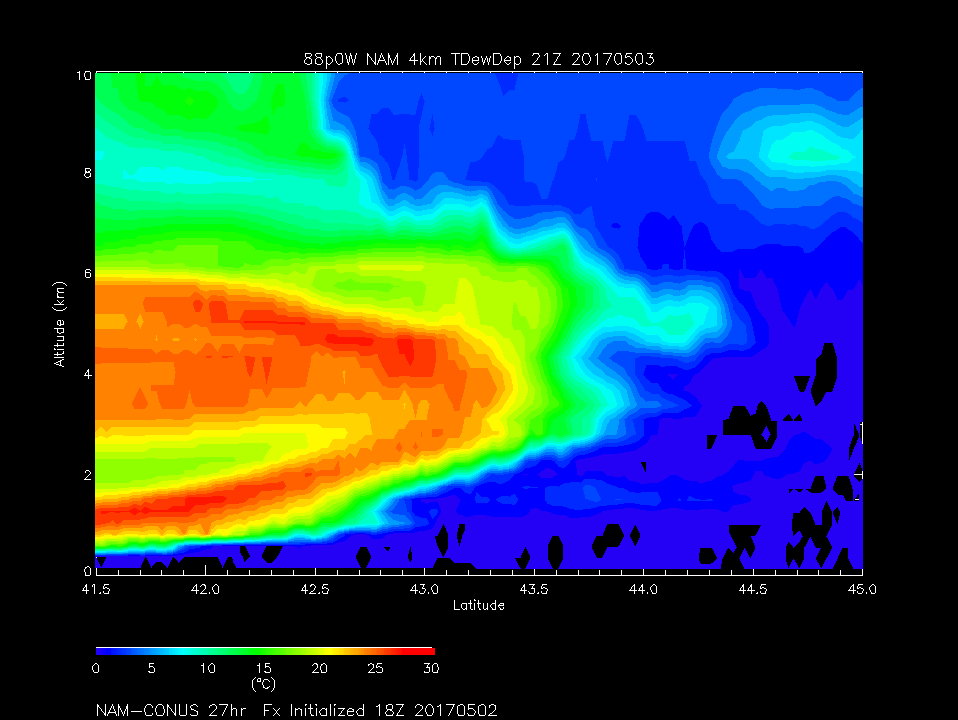 88p0W NAM 4km TDewDep 21Z 20170503
10
8
6
4
2
0
Altitude (km)
41.5 42.0 42.5 43.0 43.5 44.0 44.5 45.0
Latitude
0 5 10 15 20 25 30
(°C)
NAM-CONUS 27hr Fx Initialized 18Z 20170502